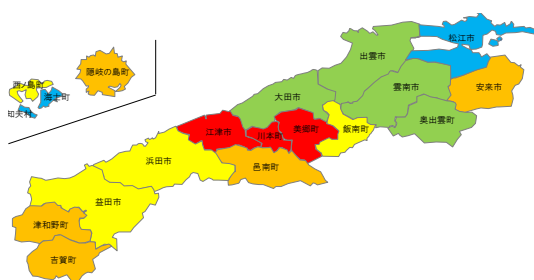 松江市
出雲市
隠岐の島町
西ノ島町
海士町
知夫村
雲南市
安来市
大田市
奥出雲町
江津市
川本町
美郷町
飯南町
浜田市
邑南町
益田市
津和野町
吉賀町